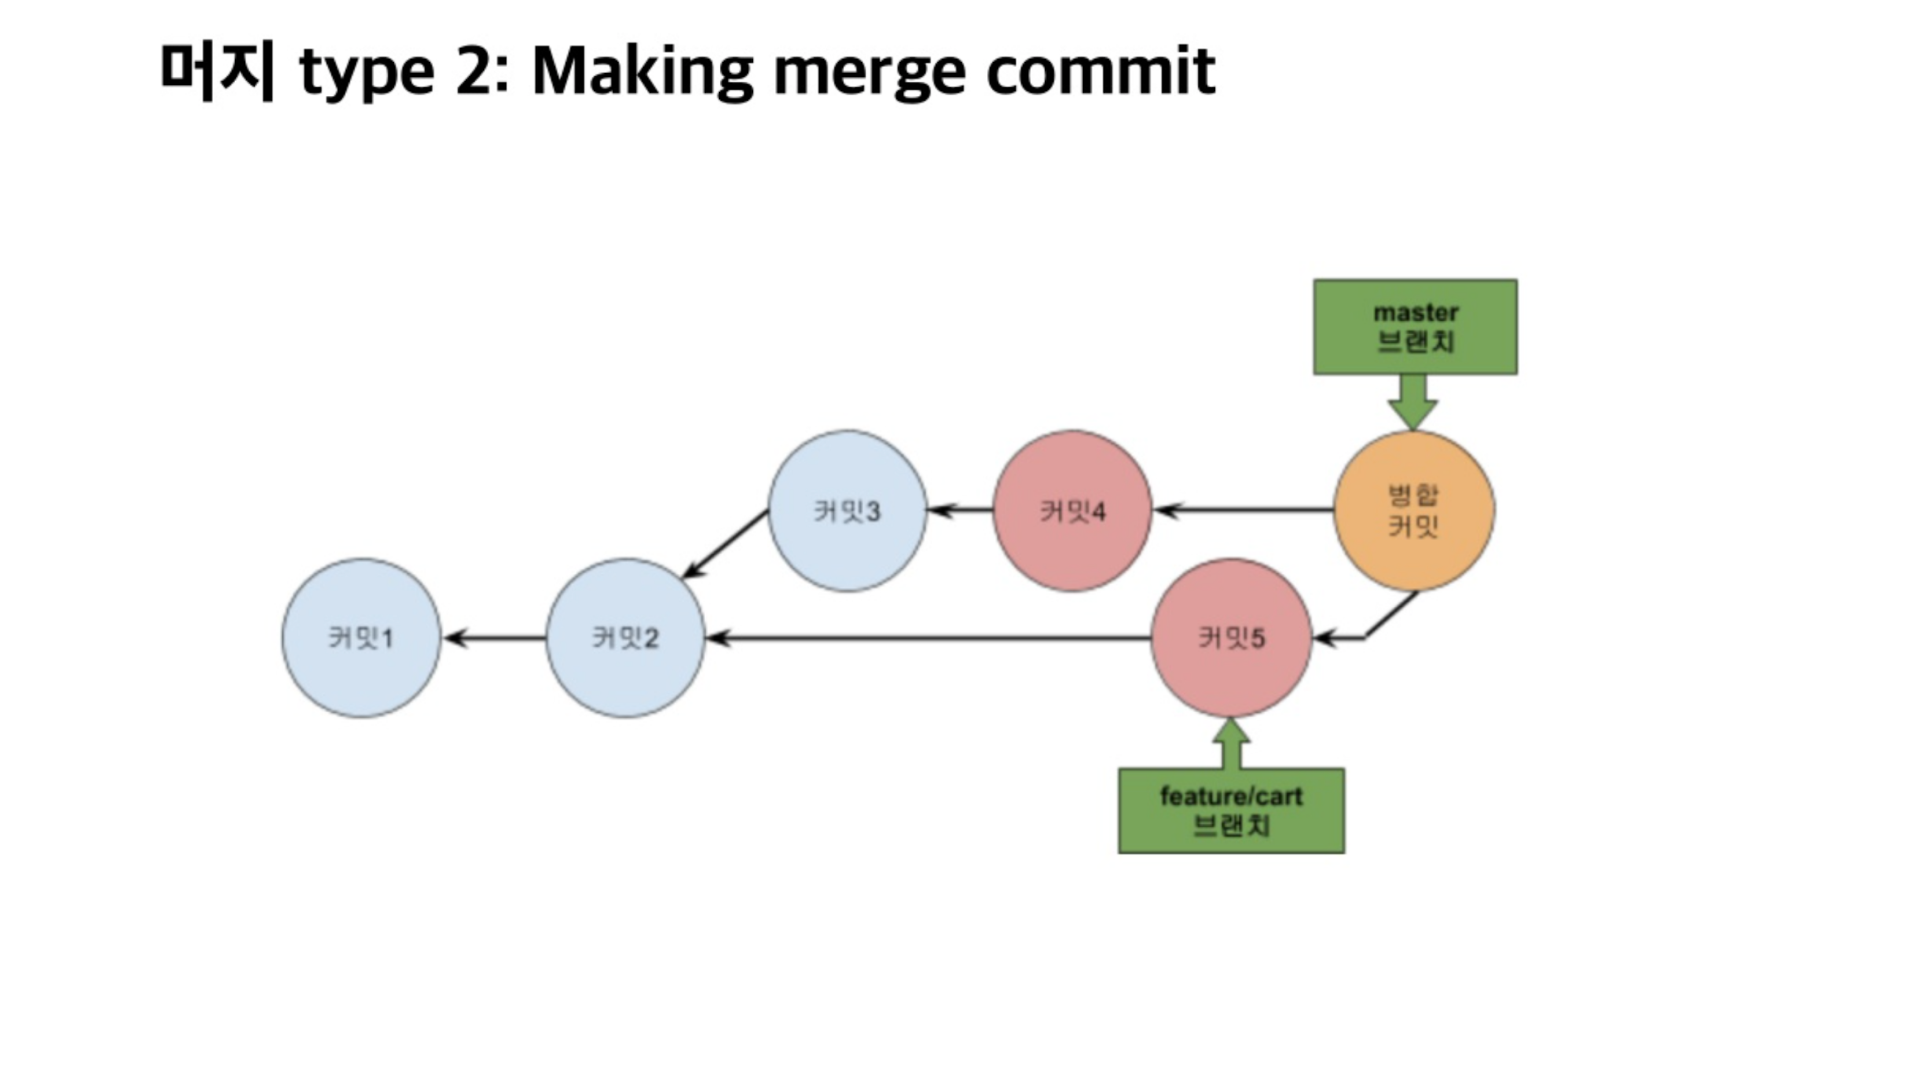 머지 type 2: Making merge commit
master
브랜치
커밋3
커밋4
병합
커밋
커밋1
커밋2
커밋5
feature/cart
브랜치